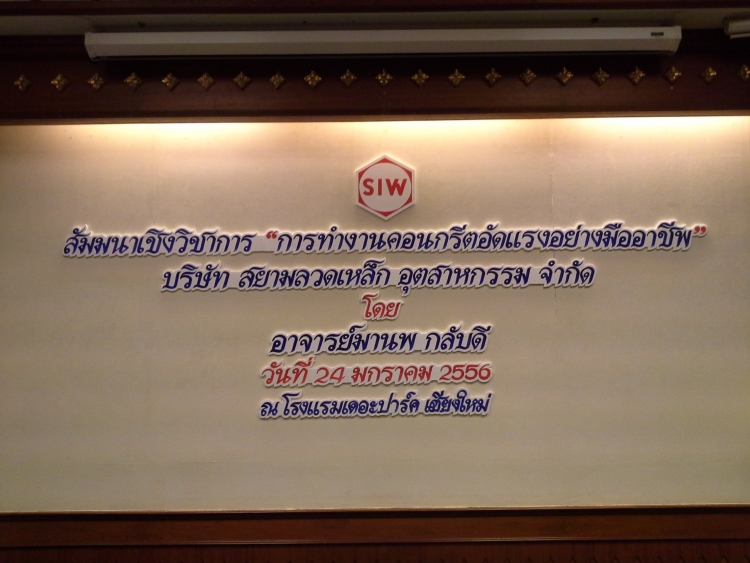 SIW
สัมมนาเชิงวิชาการ “การทำงานคอนกรีตอัดแรงอย่างมืออาชีพ”
บริษัท สยามลวดเหล็ก อุตสาหกรรม จำกัด
โดย
อาจารย์มานพ กลับดี
วันที่ 24 มกราคม 2556
ณ โรงแรมเดอะปาร์ค เชียงใหม่